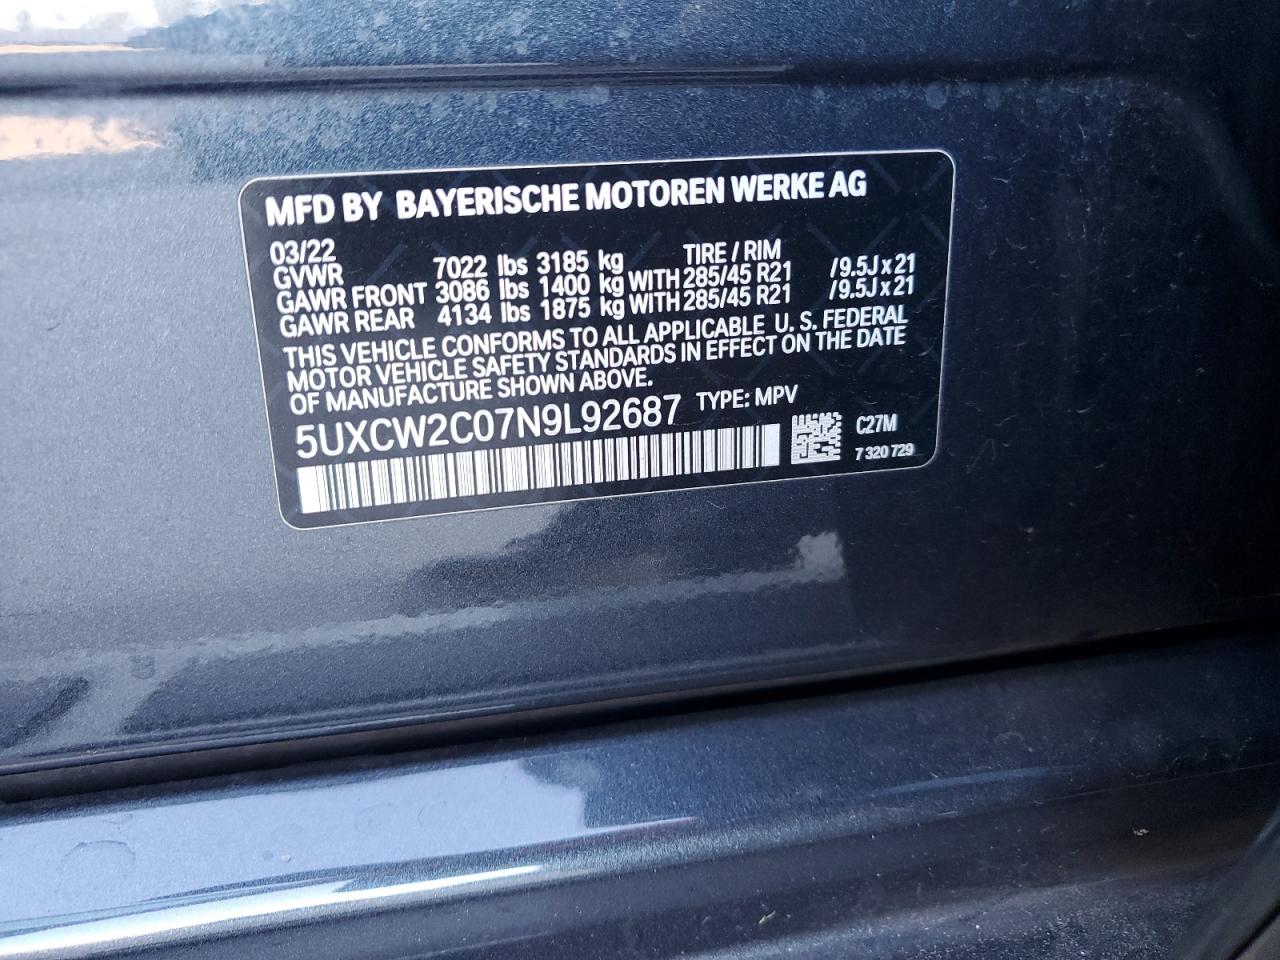 MFD BY BAYERISCHE MOTOREN WERKE AG
03/22 TIRE / RIM
GVWR 7022 lbs 3185 kg
GAWR FRONT 3086 lbs 1400 kg WITH 285/45 R21 /9.5J x 21
GAWR REAR 4134 lbs 1875 kg WITH 285/45 R21 /9.5J x 21
THIS VEHICLE CONFORMS TO ALL APPLICABLE U. S. FEDERAL
MOTOR VEHICLE SAFETY STANDARDS IN EFFECT ON THE DATE
OF MANUFACTURE SHOWN ABOVE.
5UXCW2C07N9L92687 TYPE: MPV
C27M
7 320 729